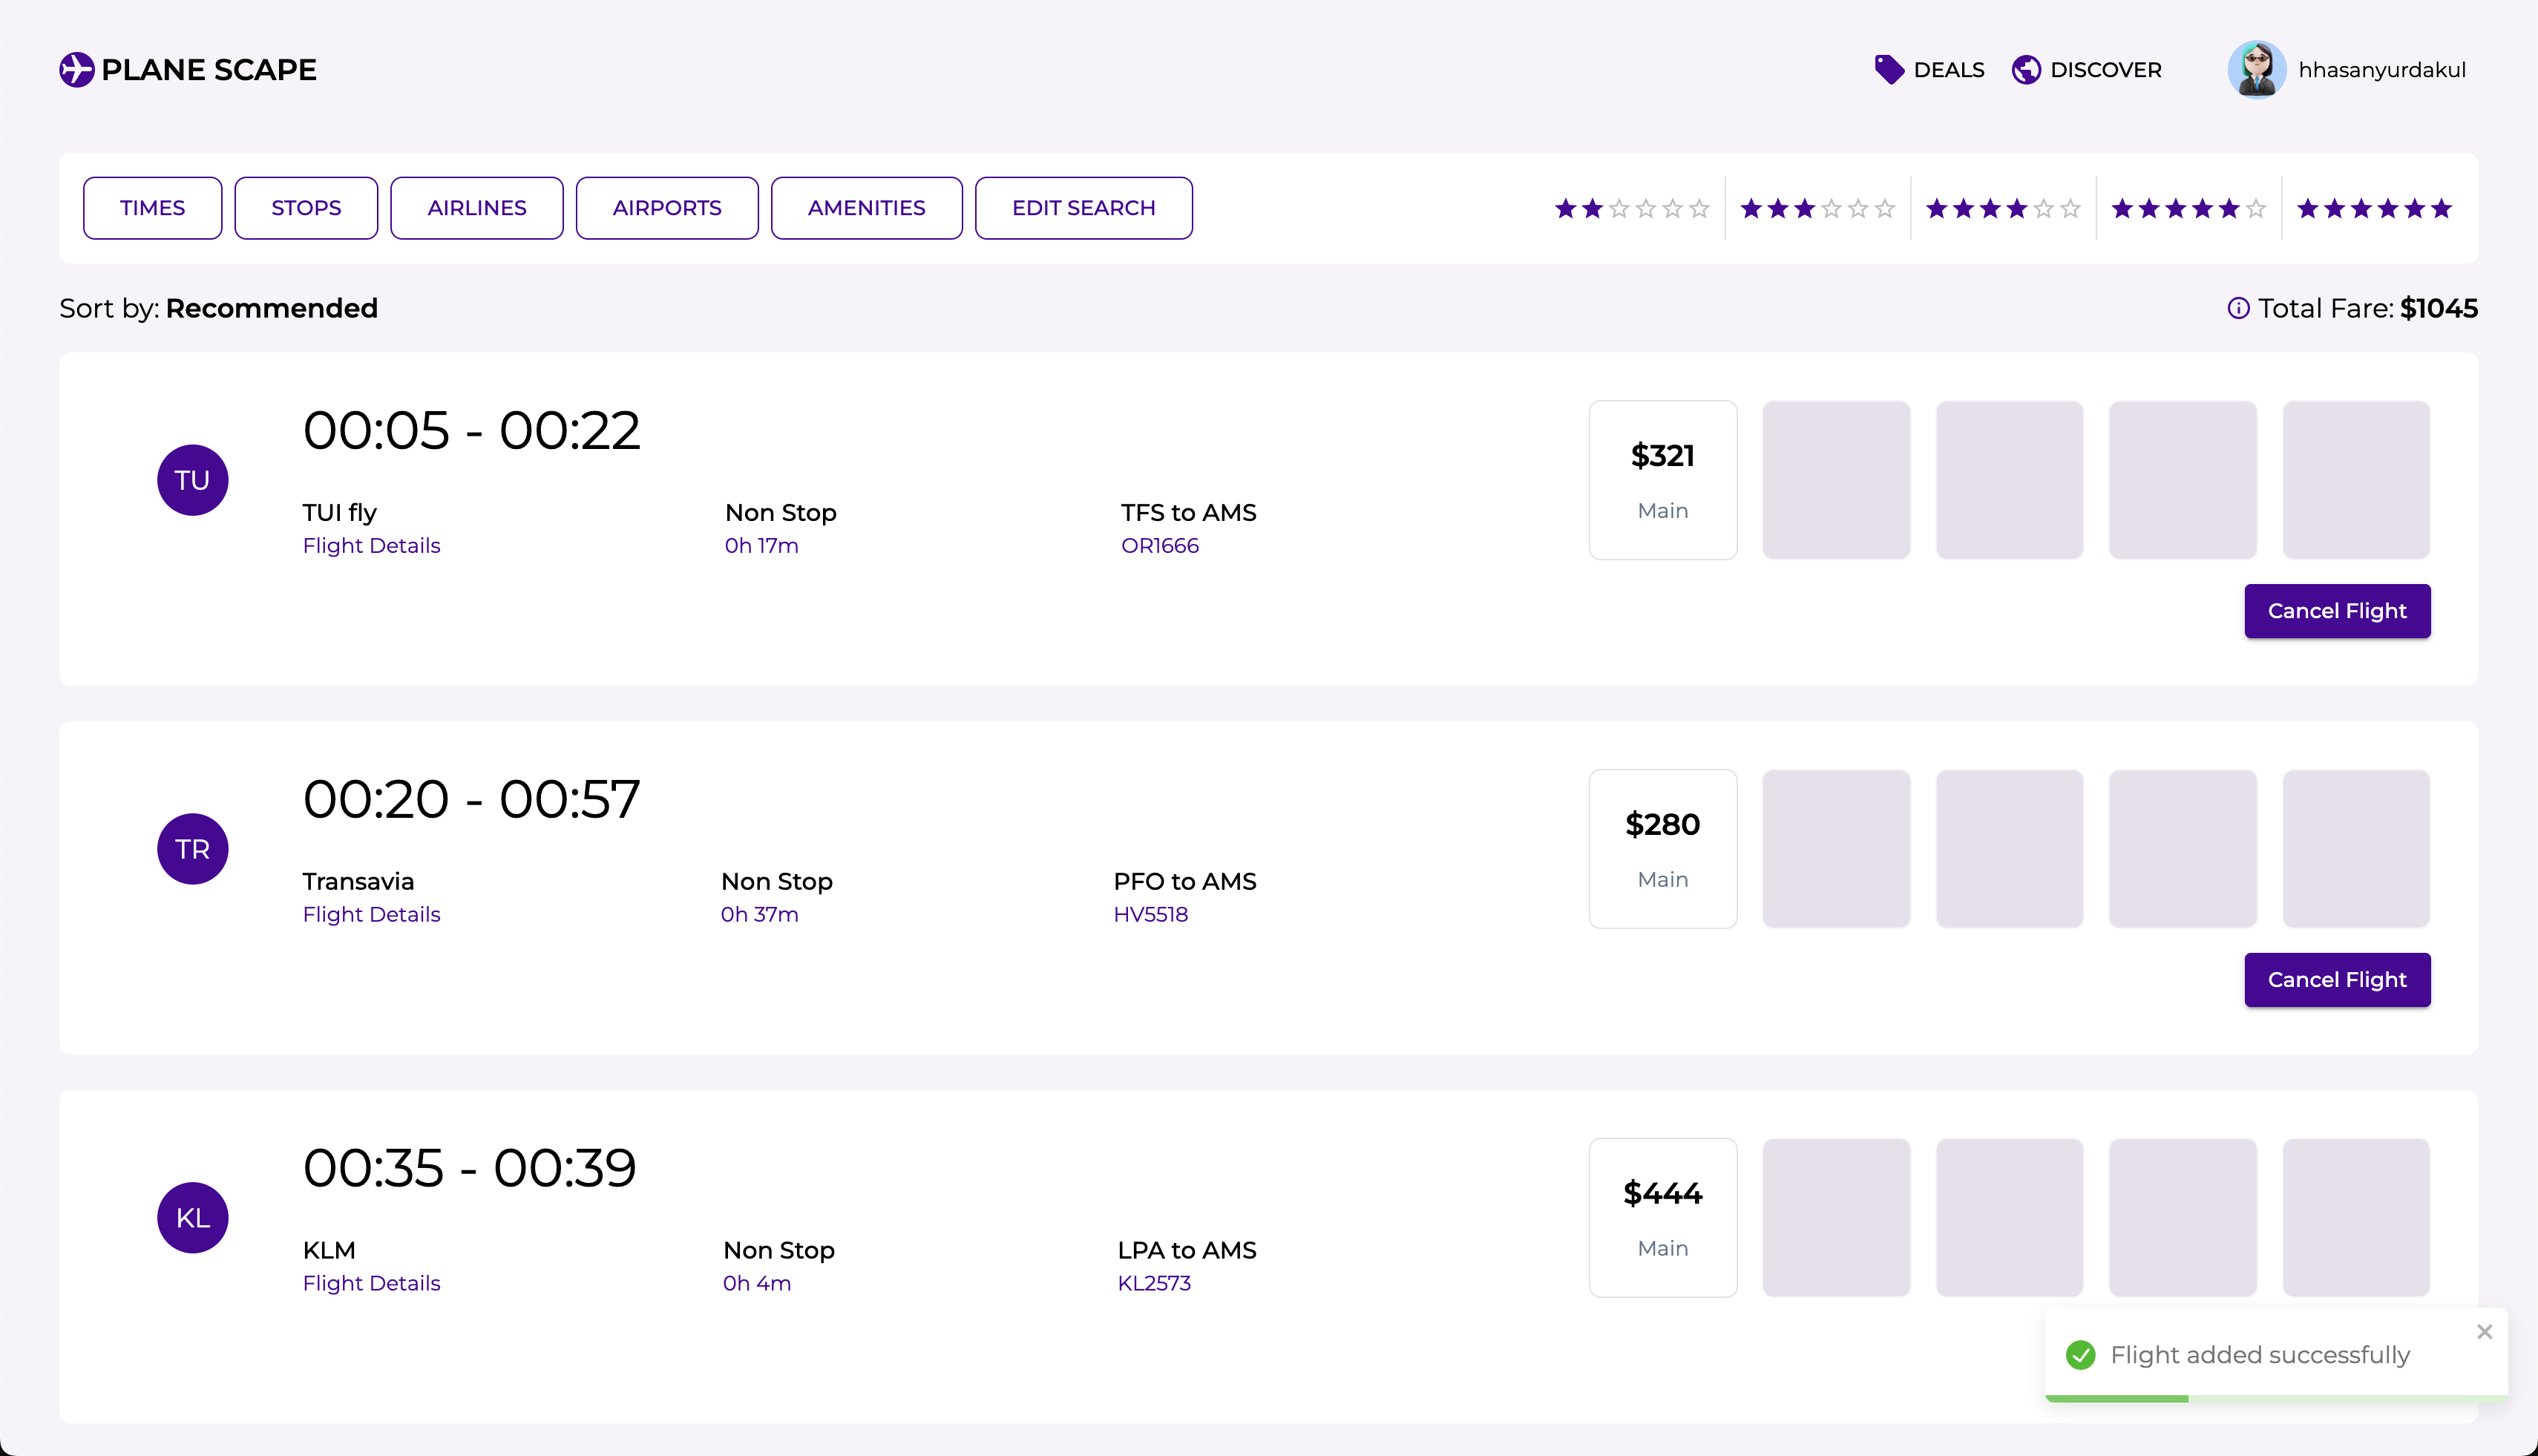 PLANE SCAPE
DEALS DISCOVER hhasanyurdakul
TIMES STOPS AIRLINES AIRPORTS AMENITIES EDIT SEARCH
Sort by: Recommended
Total Fare: $1045
TU
00:05 - 00:22
TUI fly
Flight Details
Non Stop
0h 17m
TFS to AMS
OR1666
$321
Main
Cancel Flight
TR
00:20 - 00:57
Transavia
Flight Details
Non Stop
0h 37m
PFO to AMS
HV5518
$280
Main
Cancel Flight
KL
00:35 - 00:39
KLM
Flight Details
Non Stop
0h 4m
LPA to AMS
KL2573
$444
Main
Flight added successfully